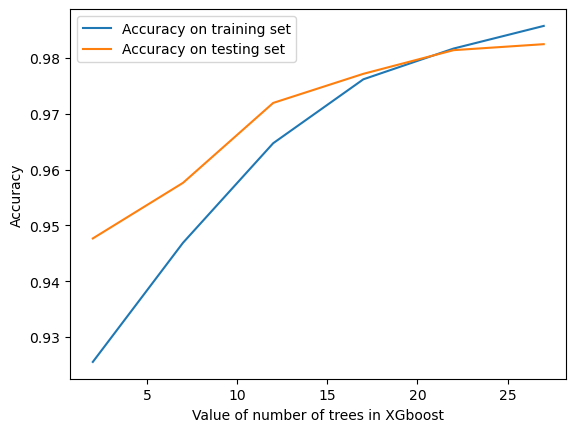 Accuracy on training set
Accuracy on testing set
0.98
0.97
0.96
0.95
0.94
0.93
Accuracy
5 10 15 20 25
Value of number of trees in XGboost